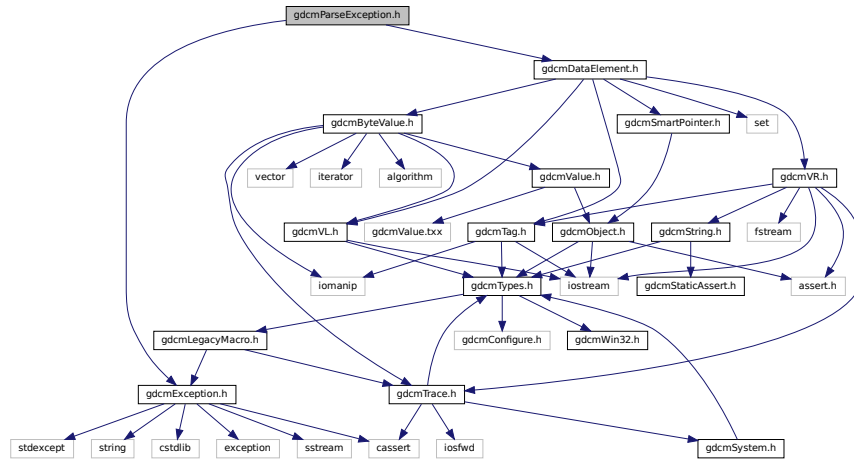 gdcmParseException.h
gdcmDataElement.h
gdcmByteValue.h
gdcmSmartPointer.h
set
vector
iterator
algorithm
gdcmValue.h
gdcmVR.h
gdcmVL.h
gdcmValue.txx
gdcmTag.h
gdcmObject.h
gdcmString.h
fstream
iomanip
gdcmTypes.h
iostream
gdcmStaticAssert.h
assert.h
gdcmLegacyMacro.h
gdcmConfigure.h
gdcmWin32.h
gdcmException.h
gdcmTrace.h
stdexcept
string
cstdlib
exception
sstream
cassert
iosfwd
gdcmSystem.h